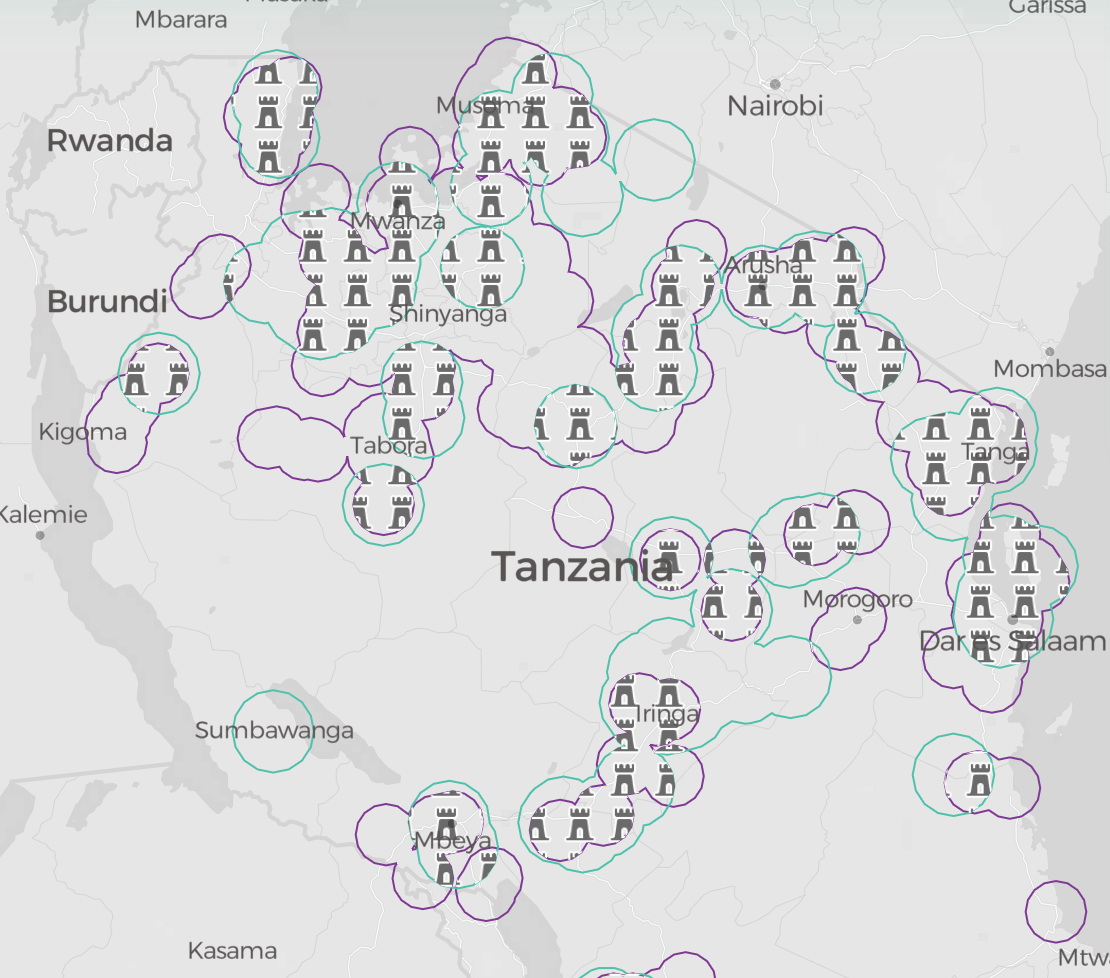 Masaka
Mbarara
Garissa
Musoma
Nairobi
Rwanda
Mwanza
Arusha
Burundi
Shinyanga
Mombasa
Kigoma
Tabora
Tanga
Kalemie
Tanzania
Morogoro
Dar es Salaam
Iringa
Sumbawanga
Mbeya
Kasama
Mtw